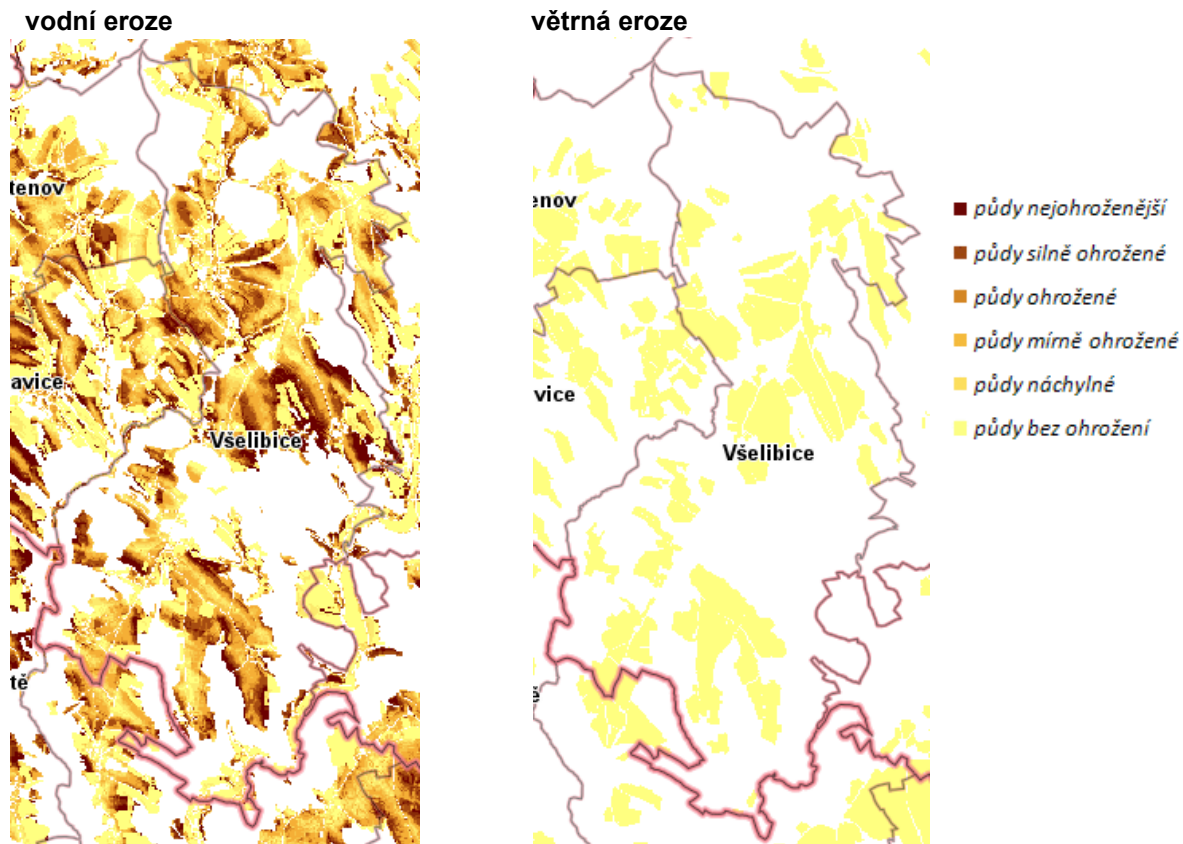 vodní eroze
větrná eroze
tenov
enov
avice
vice
Všelibice
Všelibice
tě
ě
půdy nejohroženější
půdy silně ohrožené
půdy ohrožené
půdy mírně ohrožené
půdy náchylné
půdy bez ohrožení